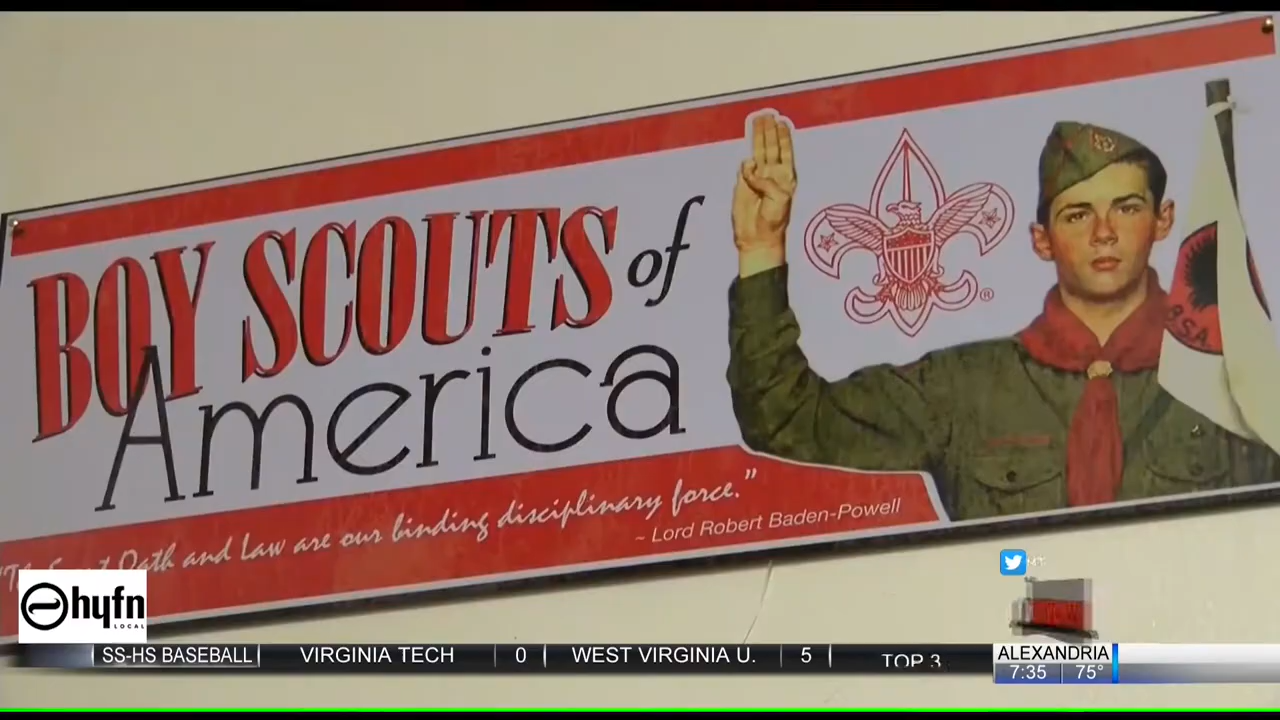 BOY SCOUTS of
America
Oath and Law are our binding disciplinary force."
~ Lord Robert Baden-Powell
®
BSA
hyfn
LOCAL
SS-HS BASEBALL
VIRGINIA TECH 0 WEST VIRGINIA U. 5
TOP 3
ALEXANDRIA
7:35 75°